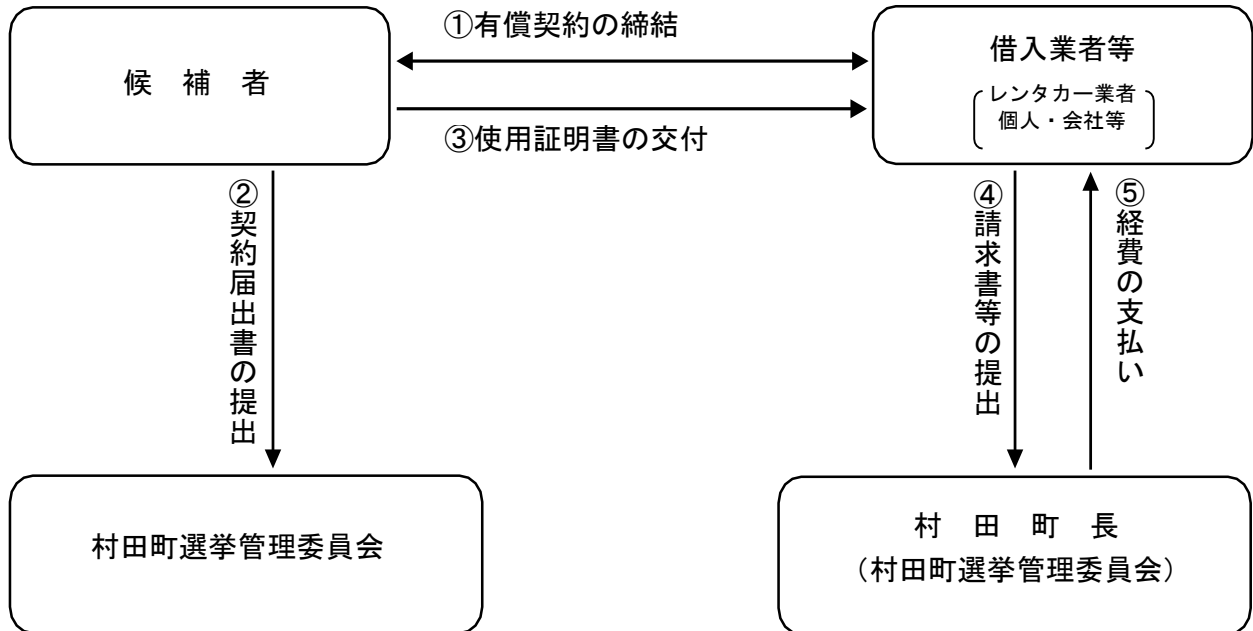 ①有償契約の締結
候　補　者
借入業者等
レンタカー業者
個人・会社等
③使用証明書の交付
②契約届出書の提出
④請求書等の提出
⑤経費の支払い
村田町選挙管理委員会
村　田　町　長
（村田町選挙管理委員会）